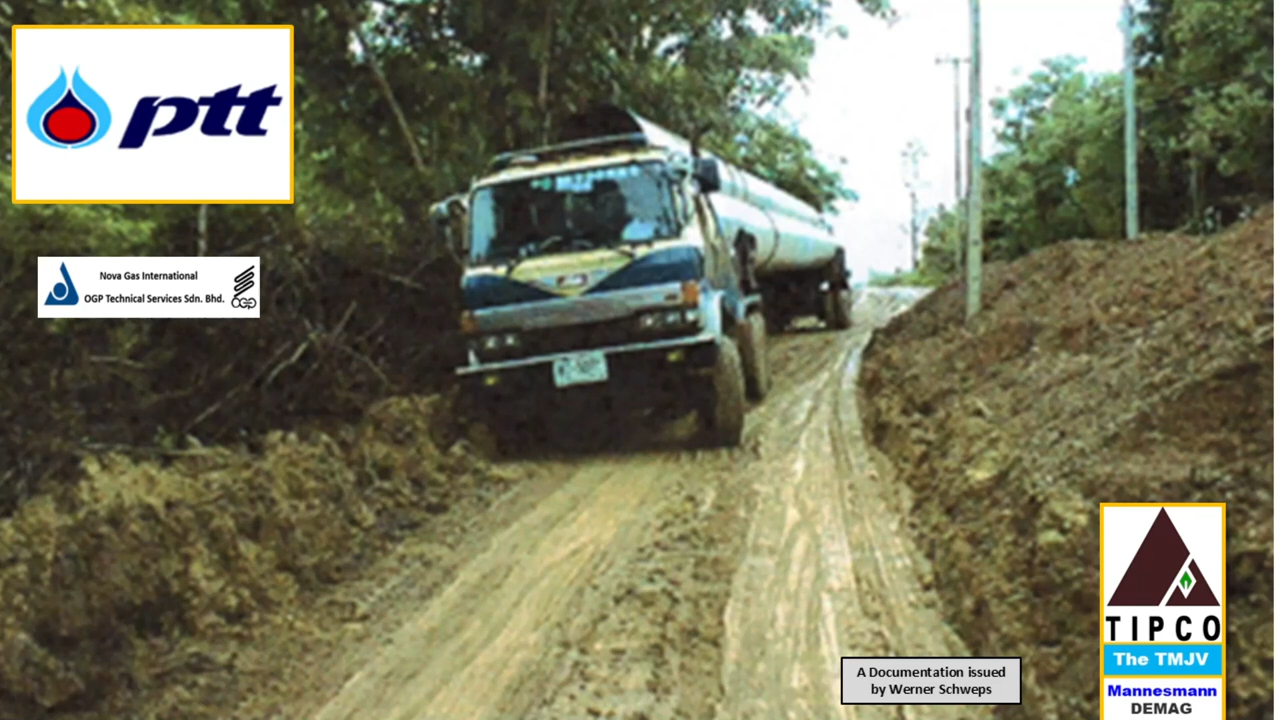 ptt
Nova Gas International
OGP Technical Services Sdn. Bhd.
OGP
A Documentation issued
by Werner Schweps
TIPCO
The TMJV
Mannesmann
DEMAG